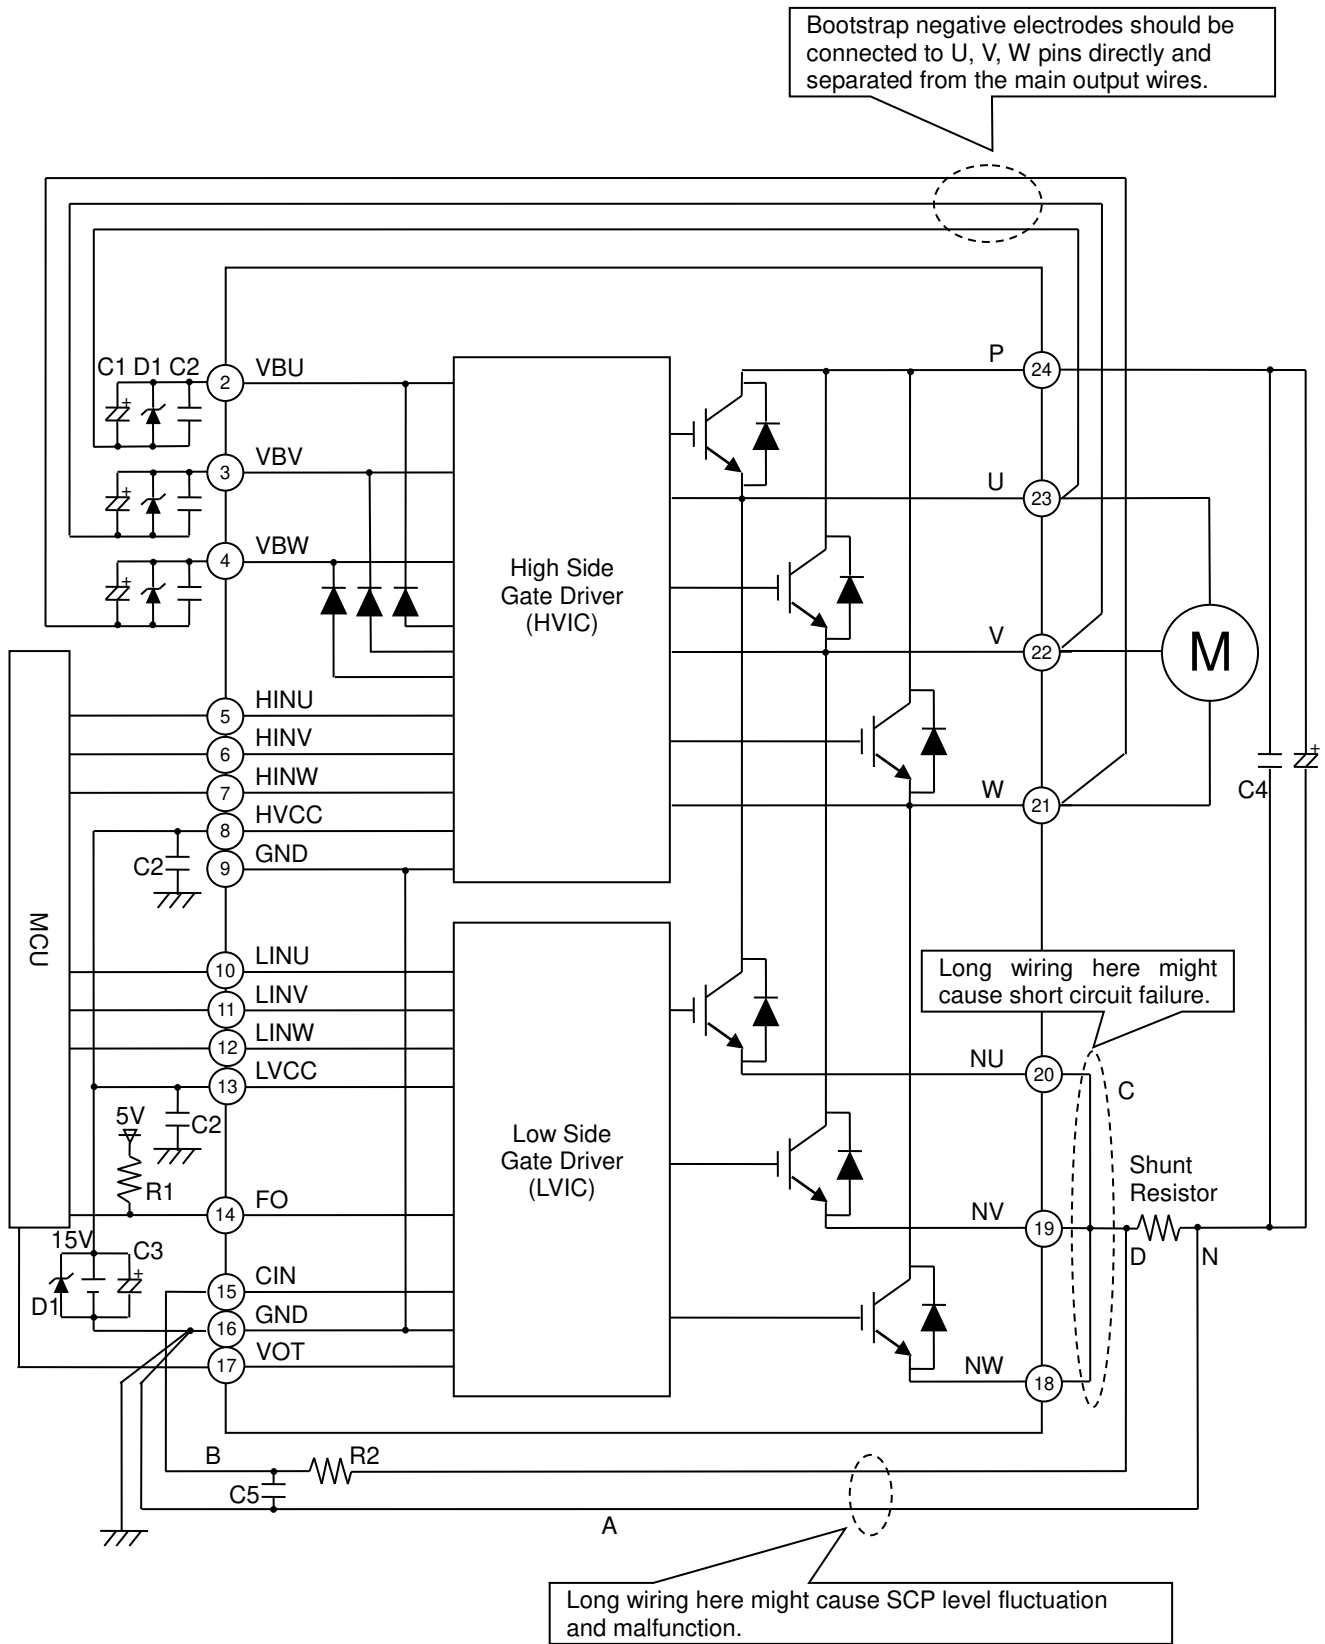 Bootstrap negative electrodes should be
connected to U, V, W pins directly and
separated from the main output wires.
C1 D1 C2
+
2
VBU
P
24
+
3
VBV
U
23
+
4
VBW
High Side
Gate Driver
(HVIC)
V
22
M
5
HINU
6
HINV
7
HINW
W
21
C4
+
8
HVCC
C2
9
GND
MCU
10
LINU
11
LINV
12
LINW
13
LVCC
C2
Long wiring here might
cause short circuit failure.
NU
20
C
5V
R1
Low Side
Gate Driver
(LVIC)
Shunt
Resistor
14
FO
NV
19
D
N
15V
C3
+
D1
15
CIN
16
GND
17
VOT
NW
18
B
R2
C5
A
Long wiring here might cause SCP level fluctuation
and malfunction.